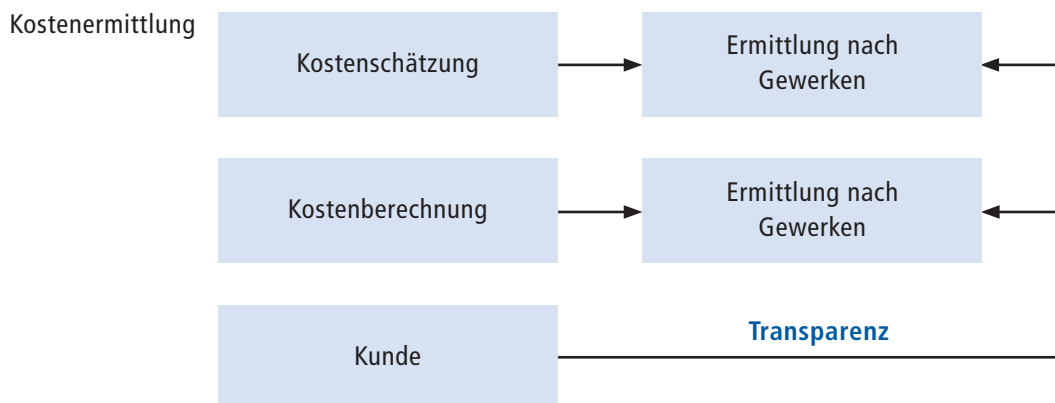 Kostenermittlung
Kostenschätzung
Ermittlung nach
Gewerken
Kostenberechnung
Ermittlung nach
Gewerken
Kunde
Transparenz